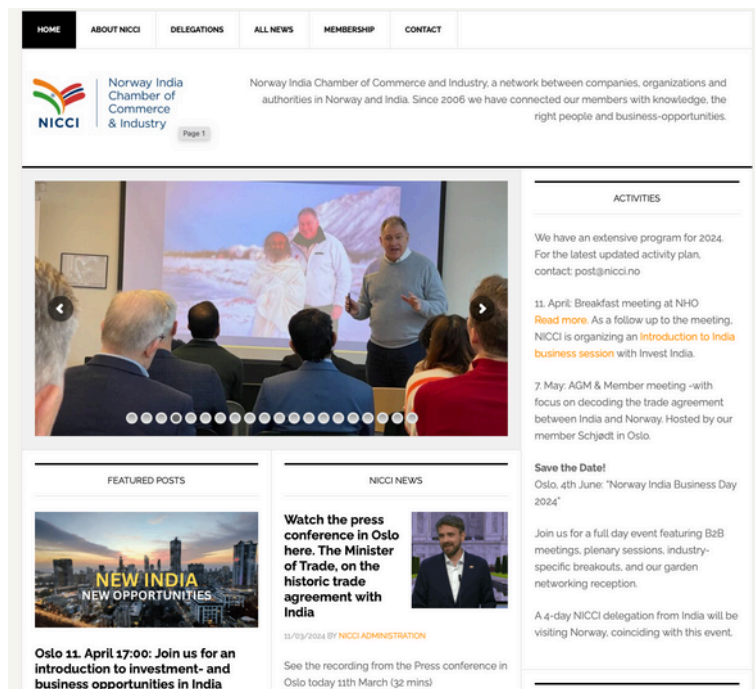 HOME
ABOUT NICCI
DELEGATIONS
ALL NEWS
MEMBERSHIP
CONTACT
NICCI
Norway India
Chamber of
Commerce
& Industry
Page 1
Norway India Chamber of Commerce and Industry, a network between companies, organizations and
authorities in Norway and India. Since 2006 we have connected our members with knowledge, the
right people and business-opportunities.
FEATURED POSTS
NEW INDIA
NEW OPPORTUNITIES
Oslo 11. April 17:00: Join us for an
introduction to investment- and
business opportunities in India
NICCI NEWS
Watch the press
conference in Oslo
here. The Minister
of Trade, on the
historic trade
agreement with
India
11/03/2024 BY NICCI ADMINISTRATION
See the recording from the Press conference in
Oslo today 11th March (32 mins)
ACTIVITIES
We have an extensive program for 2024.
For the latest updated activity plan,
contact: post@nicci.no
11. April: Breakfast meeting at NHO
Read more. As a follow up to the meeting,
NICCI is organizing an Introduction to India
business session with Invest India.
7. May: AGM & Member meeting -with
focus on decoding the trade agreement
between India and Norway. Hosted by our
member Schjødt in Oslo.
Save the Date!
Oslo, 4th June: "Norway India Business Day
2024"
Join us for a full day event featuring B2B
meetings, plenary sessions, industry-
specific breakouts, and our garden
networking reception.
A 4-day NICCI delegation from India will be
visiting Norway, coinciding with this event.